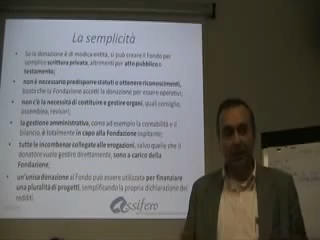 La semplicità
• Se la donazione è di modica entità, si può creare il Fondo per
semplice scrittura privata, altrimenti per atto pubblico o
testamento;
• non è necessario predisporre statuti o ottenere riconoscimenti,
basta che la Fondazione accetti la donazione per essere operativi;
• non c'è la necessità di costituire e gestire organi, quali consiglio,
assemblea, revisori;
• la gestione amministrativa, come ad esempio la contabilità e il
bilancio, è totalmente in capo alla Fondazione ospitante;
• tutte le incombenze collegate alle erogazioni, salvo quelle che il
donatore vuole gestire direttamente, sono a carico della
Fondazione;
• un'unica donazione al Fondo può essere utilizzata per finanziare
una pluralità di progetti, semplificando la propria dichiarazione dei
redditi.
Assifero